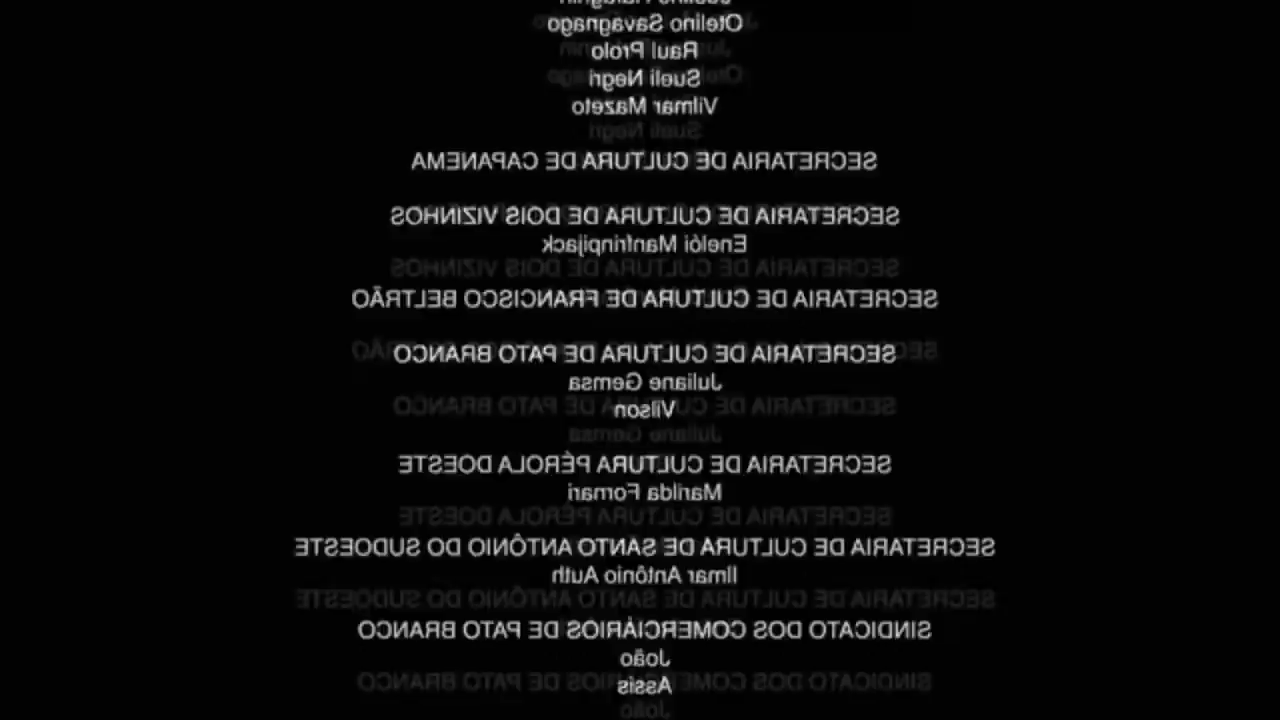 Otelino Savagnago
Raul Prolo
Sueli Negri
Vilmar Mazeto
SECRETARIA DE CULTURA DE CAPANEMA
SECRETARIA DE CULTURA DE DOIS VIZINHOS
Enelói Manfrinpijack
SECRETARIA DE CULTURA DE FRANCISCO BELTRÃO
SECRETARIA DE CULTURA DE PATO BRANCO
Juliane Gemsa
Vilson
SECRETARIA DE CULTURA PÉROLA DOESTE
Marilda Fornari
SECRETARIA DE CULTURA DE SANTO ANTÔNIO DO SUDOESTE
Ilmar Antônio Auth
SINDICATO DOS COMERCIÁRIOS DE PATO BRANCO
João
Assis